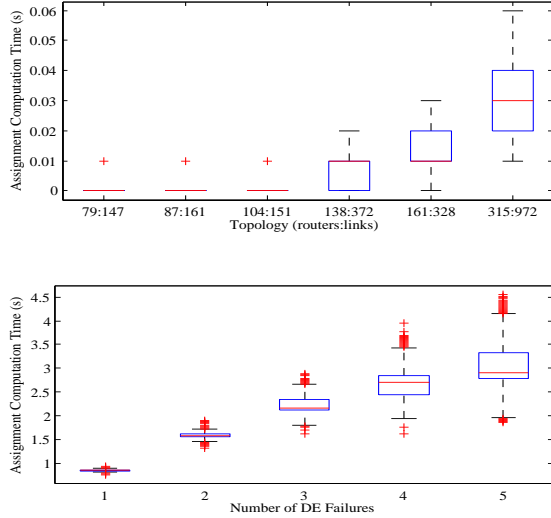 Assignment Computation Time (s)
0.06
0.05
0.04
0.03
0.02
0.01
0
79:147 87:161 104:151 138:372 161:328 315:972
Topology (routers:links)
Assignment Computation Time (s)
4.5
4
3.5
3
2.5
2
1.5
1
1 2 3 4 5
Number of DE Failures